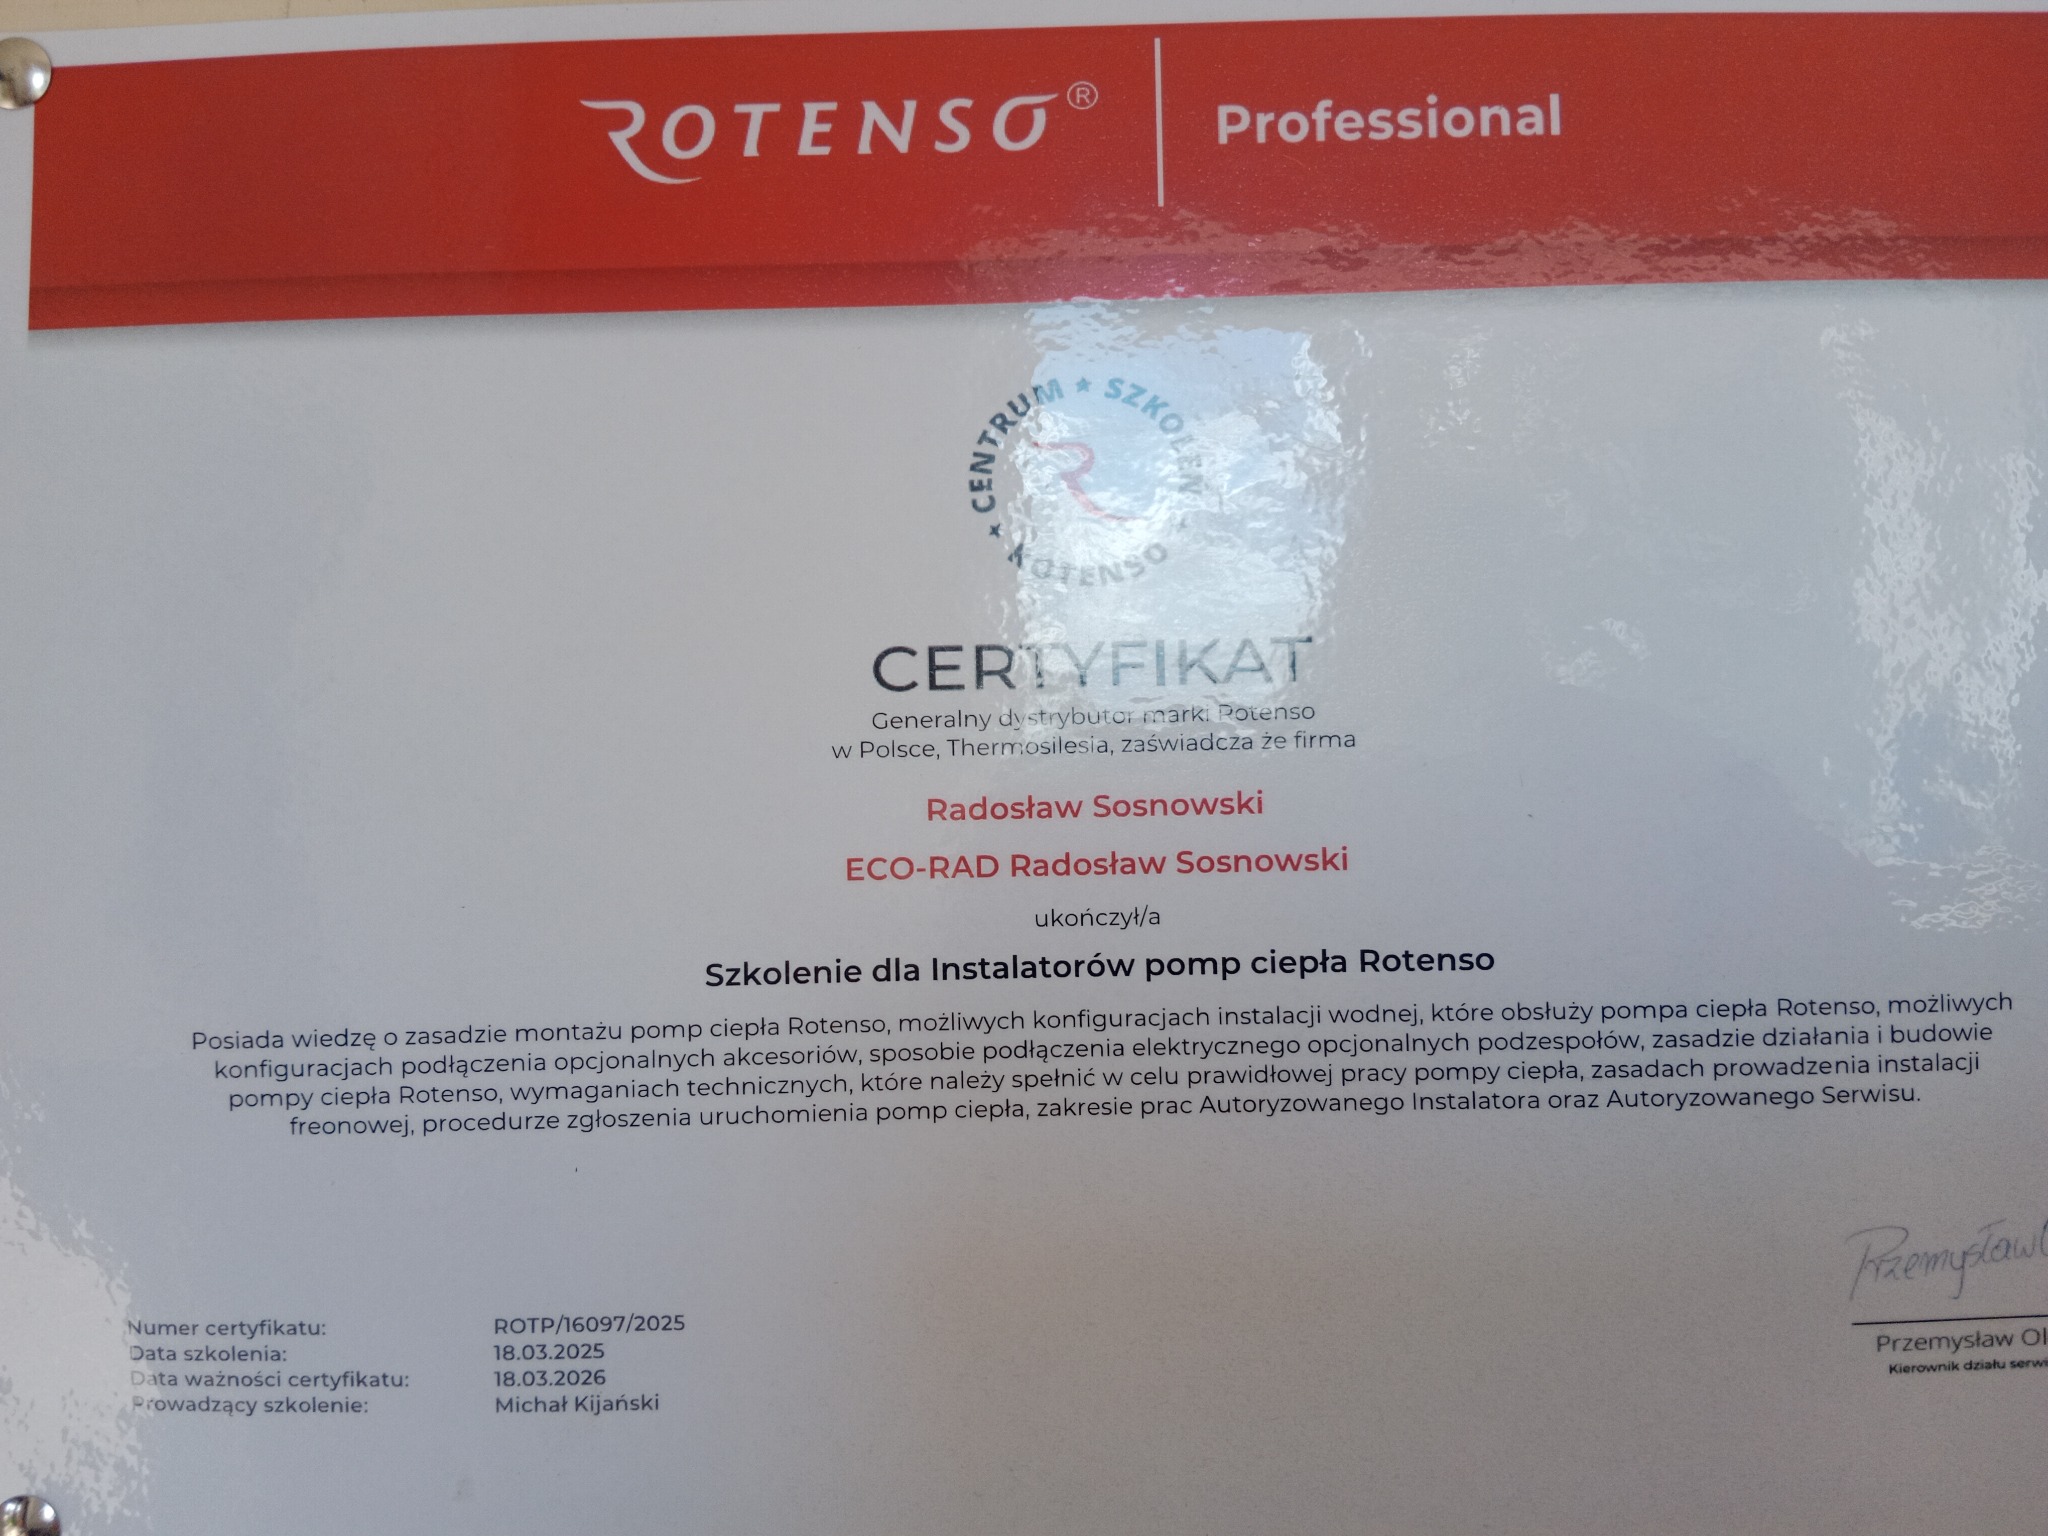 ROTENSO® Professional
CENTRUM ★ SZKOLEŃ ★ ROTENSO ★
CERTYFIKAT
Generalny dystrybutor marki Rotenso
w Polsce, Thermosilesia, zaświadcza że firma
Radosław Sosnowski
ECO-RAD Radosław Sosnowski
ukończył/a
Szkolenie dla Instalatorów pomp ciepła Rotenso
Posiada wiedzę o zasadzie montażu pomp ciepła Rotenso, możliwych konfiguracjach instalacji wodnej, które obsłuży pompa ciepła Rotenso, możliwych
konfiguracjach podłączenia opcjonalnych akcesoriów, sposobie podłączenia elektrycznego opcjonalnych podzespołów, zasadzie działania i budowie
pompy ciepła Rotenso, wymaganiach technicznych, które należy spełnić w celu prawidłowej pracy pompy ciepła, zasadach prowadzenia instalacji
freonowej, procedurze zgłoszenia uruchomienia pomp ciepła, zakresie prac Autoryzowanego Instalatora oraz Autoryzowanego Serwisu.
Numer certyfikatu: ROTP/16097/2025
Data szkolenia: 18.03.2025
Data ważności certyfikatu: 18.03.2026
Prowadzący szkolenie: Michał Kijański
Przemysław
Przemysław Ol
Kierownik działu serwi